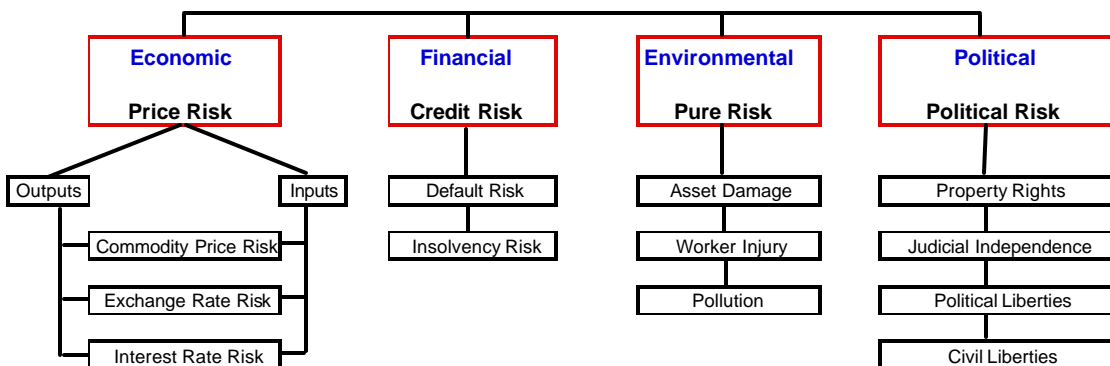 Economic
Price Risk
Financial
Credit Risk
Environmental
Pure Risk
Political
Political Risk
Outputs
Inputs
Commodity Price Risk
Exchange Rate Risk
Interest Rate Risk
Default Risk
Insolvency Risk
Asset Damage
Worker Injury
Pollution
Property Rights
Judicial Independence
Political Liberties
Civil Liberties